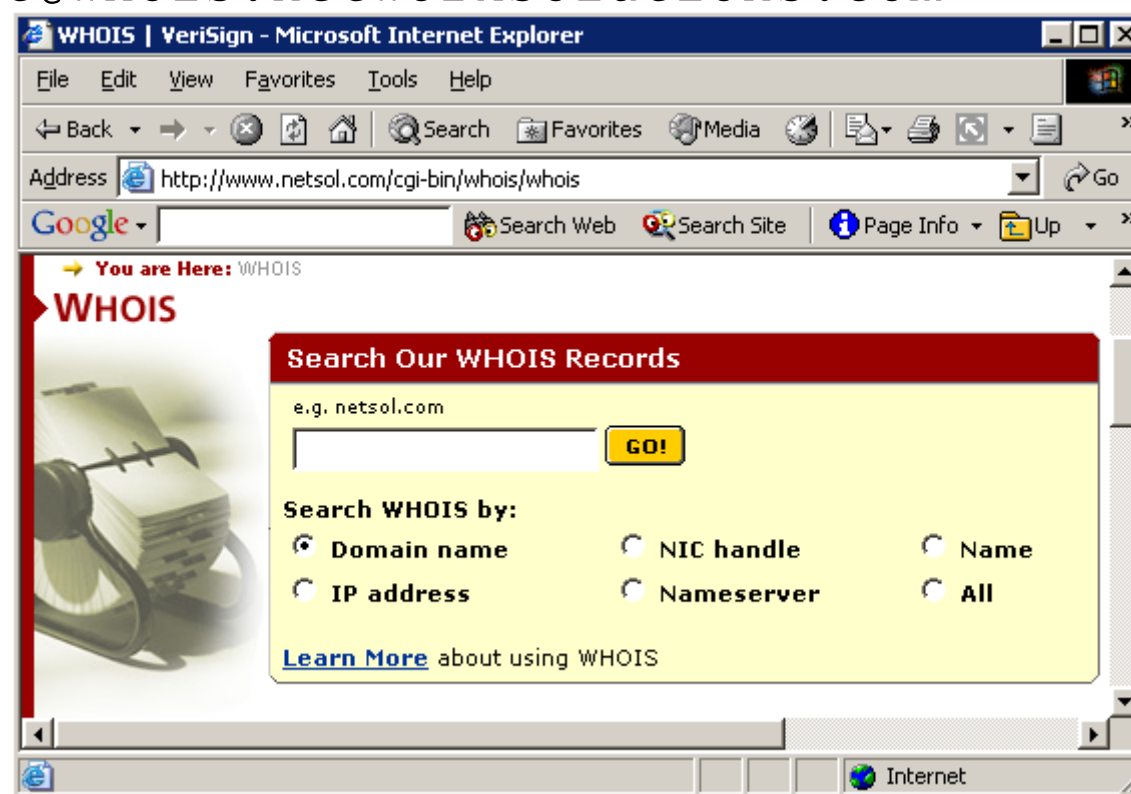 WHOIS | VeriSign - Microsoft Internet Explorer
File Edit View Favorites Tools Help
Back Search Favorites Media »
Address http://www.netsol.com/cgi-bin/whois/whois Go
Google Search Web Search Site Page Info Up »
You are Here: WHOIS
WHOIS
Search Our WHOIS Records
e.g. netsol.com
GO!
Search WHOIS by:
Domain name NIC handle Name
IP address Nameserver All
Learn More about using WHOIS
Internet